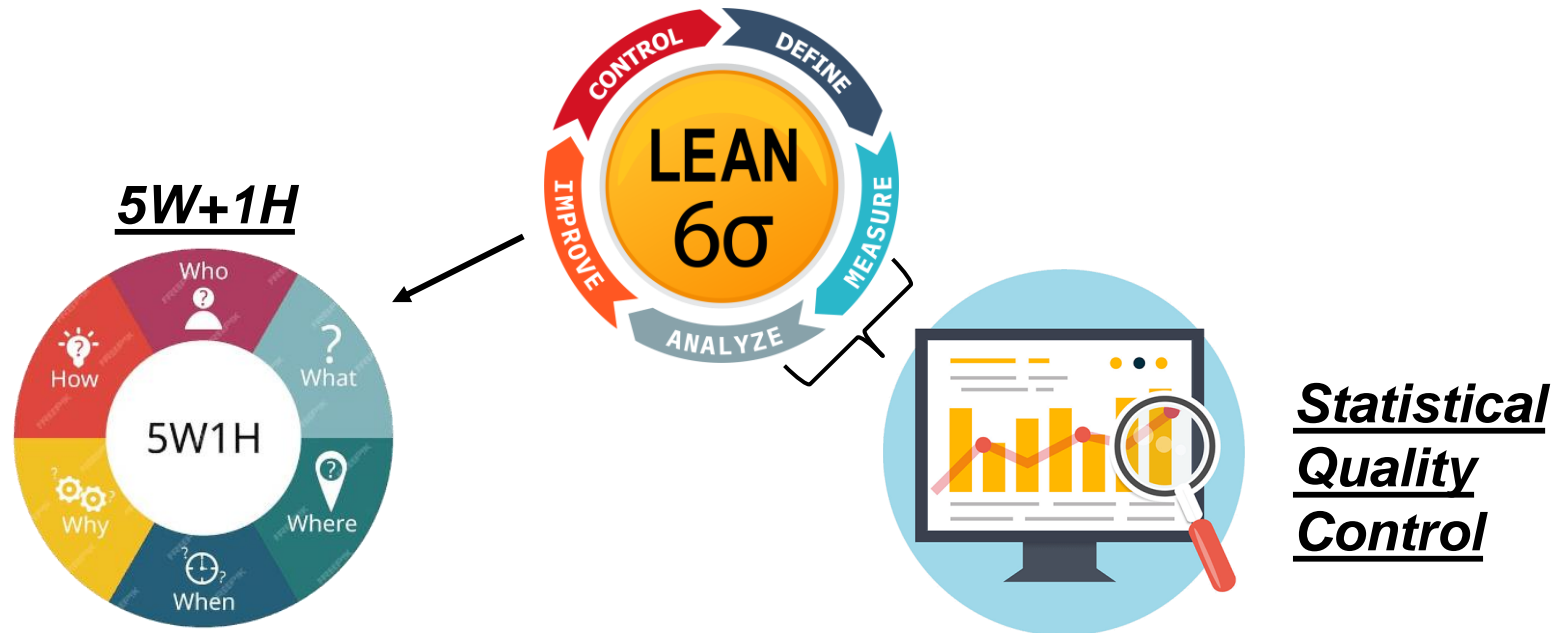 CONTROL
DEFINE
LEAN
6σ
MEASURE
ANALYZE
IMPROVE
5W+1H
Who
?
?
What
?
Where
?
?
When
?
?
Why
?
How
5W1H
Statistical
Quality
Control